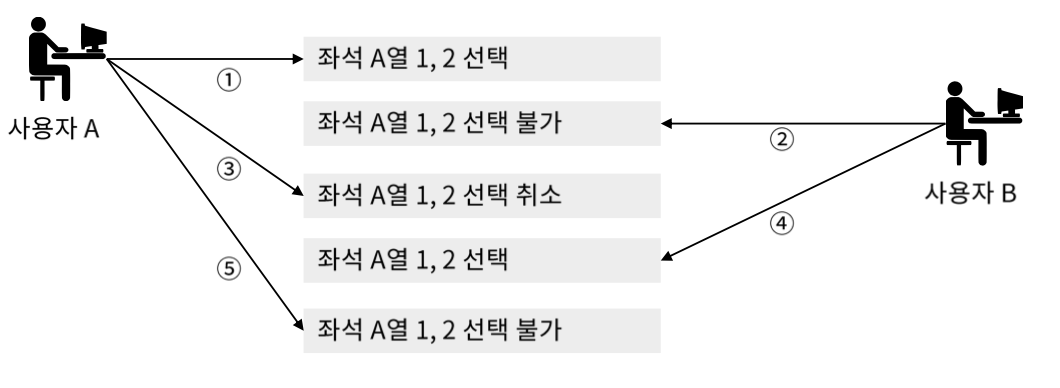 좌석 A열 1, 2 선택
①
사용자 A
좌석 A열 1, 2 선택 불가
②
③
좌석 A열 1, 2 선택 취소
사용자 B
④
좌석 A열 1, 2 선택
⑤
좌석 A열 1, 2 선택 불가